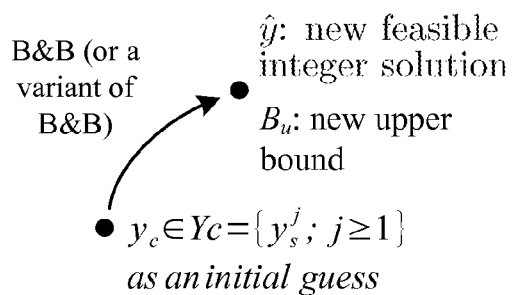 B&B (or a
variant of
B&B)
ŷ: new feasible
integer solution
B_u: new upper
bound
y_c∈Yc={y_s^j; j≥1}
as an initial guess